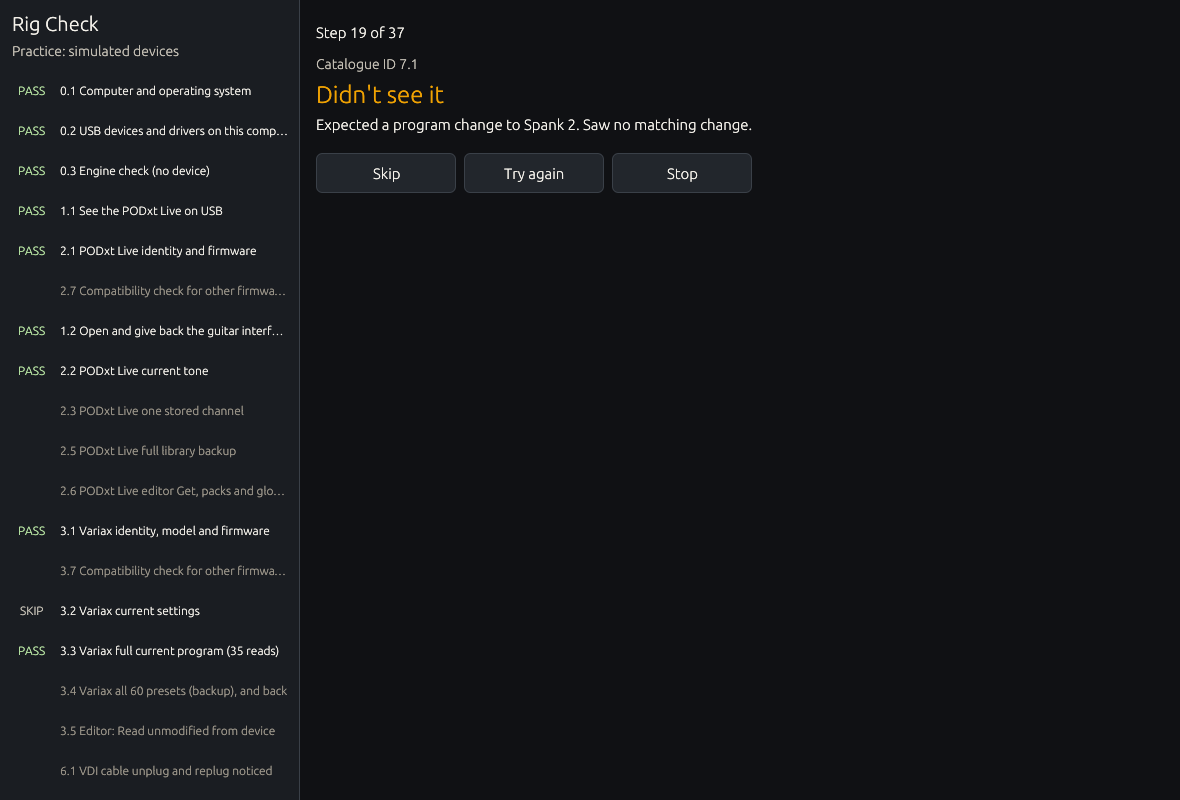 Rig Check
Practice: simulated devices
PASS 0.1 Computer and operating system
PASS 0.2 USB devices and drivers on this comp...
PASS 0.3 Engine check (no device)
PASS 1.1 See the PODxt Live on USB
PASS 2.1 PODxt Live identity and firmware
2.7 Compatibility check for other firmwa...
PASS 1.2 Open and give back the guitar interf...
PASS 2.2 PODxt Live current tone
2.3 PODxt Live one stored channel
2.5 PODxt Live full library backup
2.6 PODxt Live editor Get, packs and glo...
PASS 3.1 Variax identity, model and firmware
3.7 Compatibility check for other firmwa...
SKIP 3.2 Variax current settings
PASS 3.3 Variax full current program (35 reads)
3.4 Variax all 60 presets (backup), and back
3.5 Editor: Read unmodified from device
6.1 VDI cable unplug and replug noticed
Step 19 of 37
Catalogue ID 7.1
Didn't see it
Expected a program change to Spank 2. Saw no matching change.
Skip Try again Stop